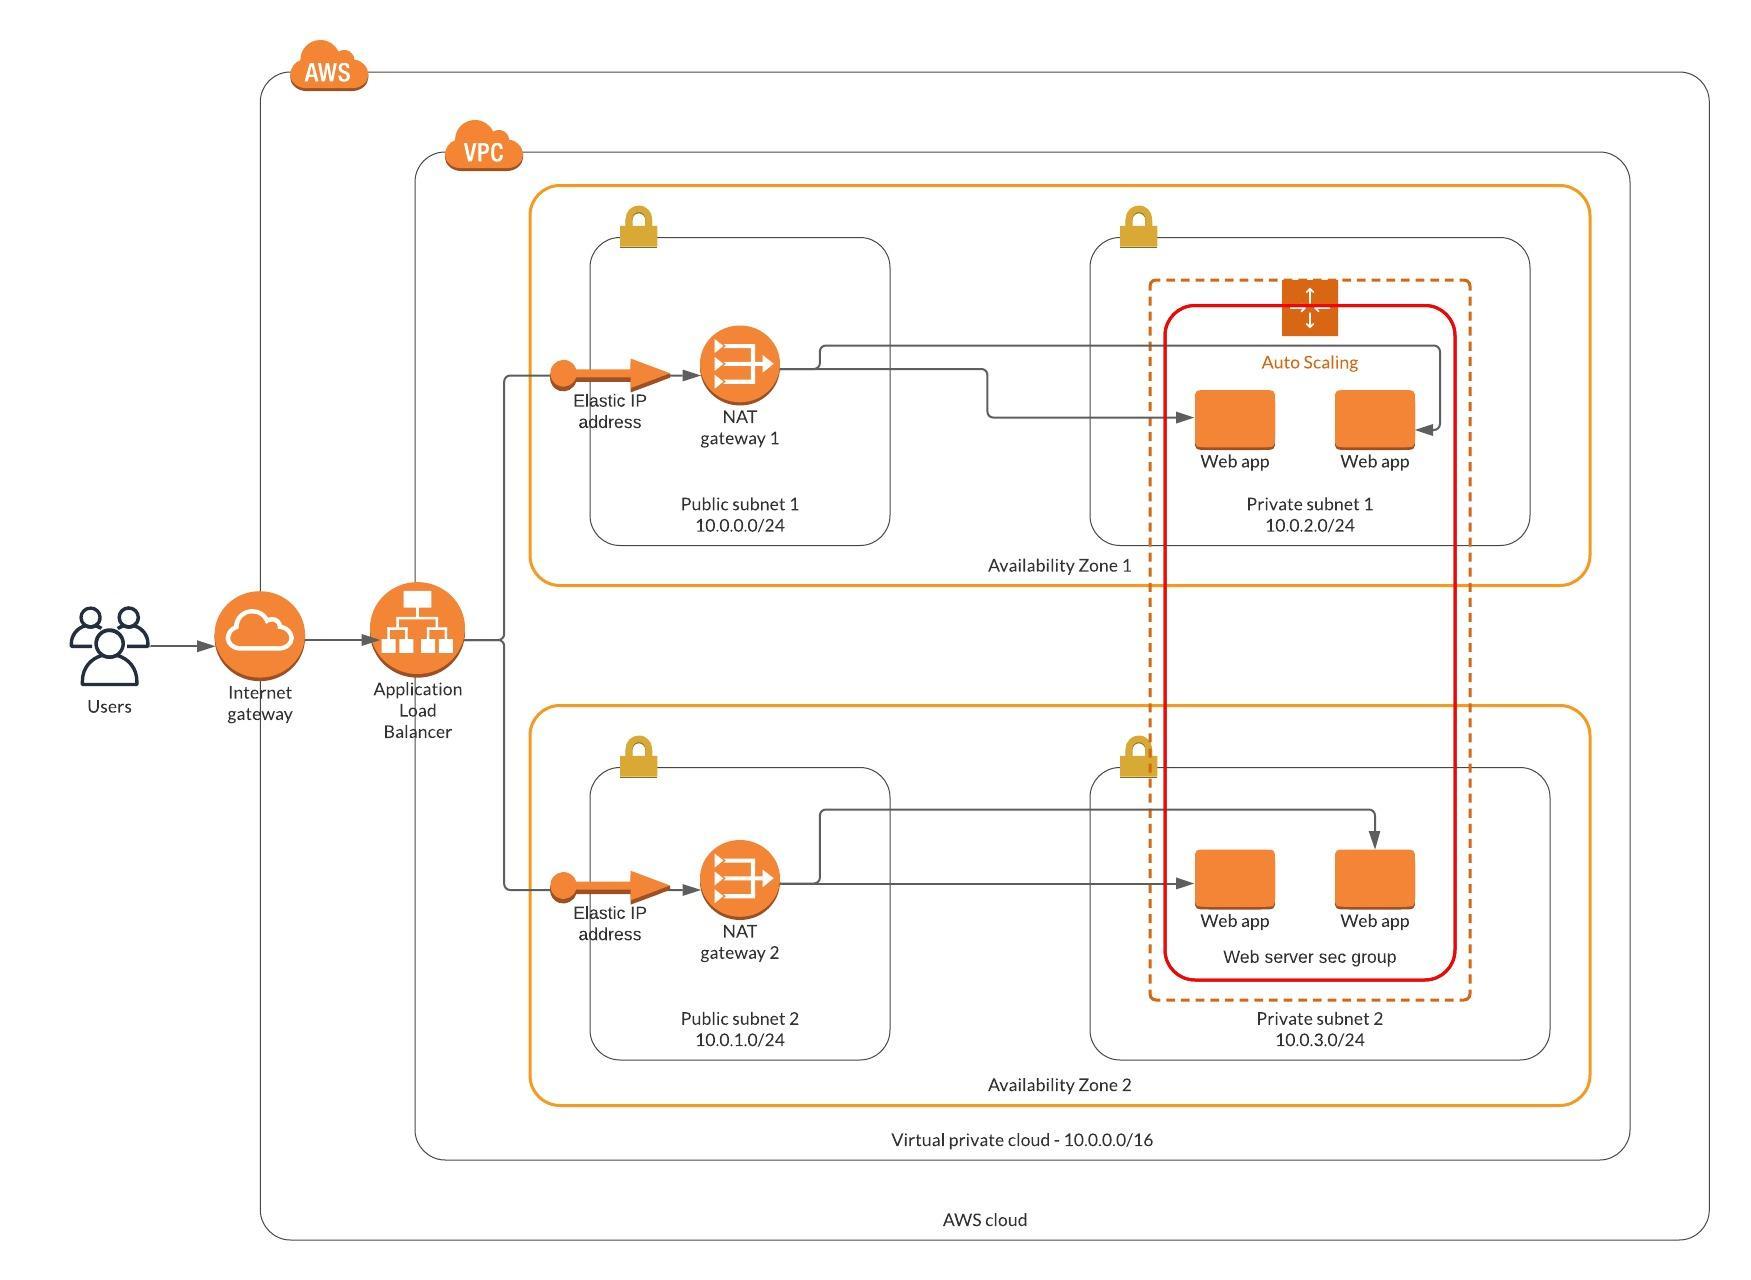 AWS
VPC
Auto Scaling
Elastic IP
address
NAT
gateway 1
Web app
Web app
Public subnet 1
10.0.0.0/24
Private subnet 1
10.0.2.0/24
Availability Zone 1
Users
Internet
gateway
Application
Load
Balancer
Elastic IP
address
NAT
gateway 2
Web app
Web app
Web server sec group
Public subnet 2
10.0.1.0/24
Private subnet 2
10.0.3.0/24
Availability Zone 2
Virtual private cloud - 10.0.0.0/16
AWS cloud